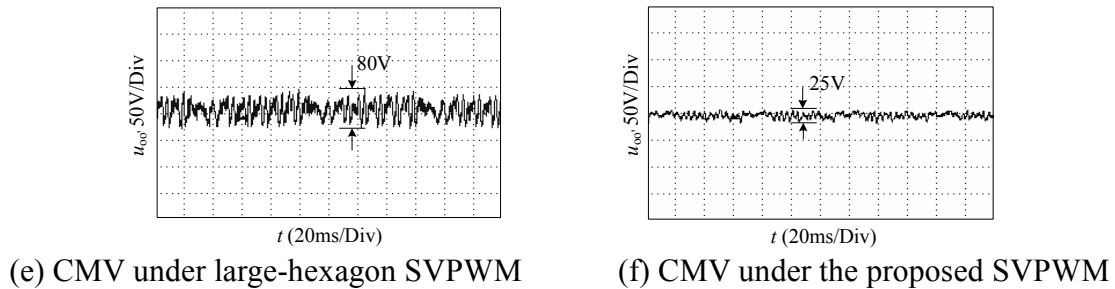 80V
u_oo' 50V/Div
t (20ms/Div)
(e) CMV under large-hexagon SVPWM
25V
u_oo' 50V/Div
t (20ms/Div)
(f) CMV under the proposed SVPWM